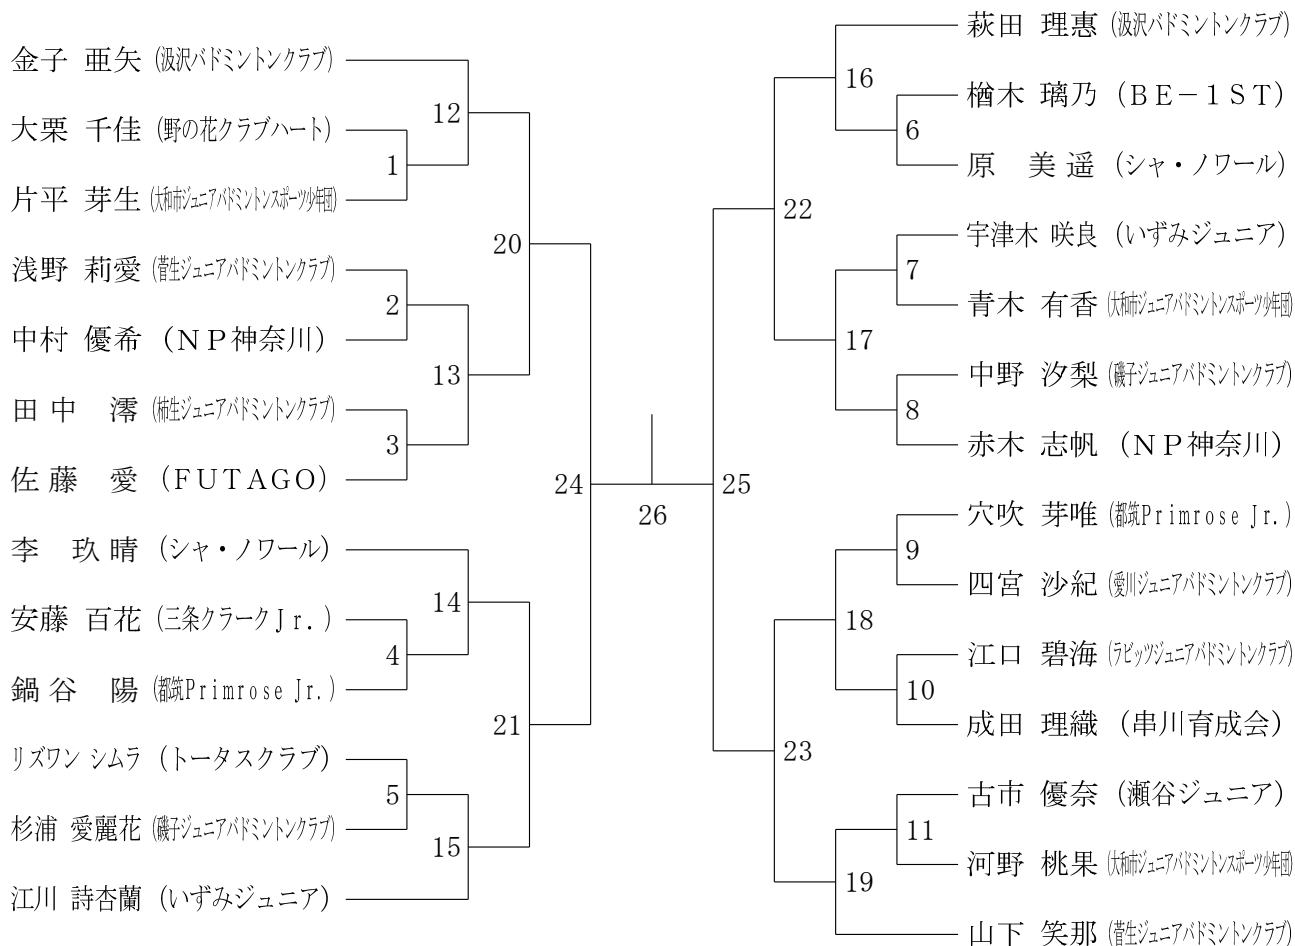 金子 亜矢 (汲沢バドミントンクラブ)
大栗 千佳 (野の花クラブハート)
片平 芽生 (大和市ジュニアバドミントンスポーツ少年団)
浅野 莉愛 (菅生ジュニアバドミントンクラブ)
中村 優希 (ＮＰ神奈川)
田中 澪 (柿生ジュニアバドミントンクラブ)
佐藤 愛 (ＦＵＴＡＧＯ)
李 玖晴 (シャ・ノワール)
安藤 百花 (三条クラークＪｒ．)
鍋谷 陽 (都筑Primrose Jr.)
リズワン シムラ (トータスクラブ)
杉浦 愛麗花 (磯子ジュニアバドミントンクラブ)
江川 詩杏蘭 (いずみジュニア)
12
1
20
2
13
3
24
14
4
21
5
15
26
25
16
6
22
7
17
8
9
18
10
23
11
19
萩田 理惠 (汲沢バドミントンクラブ)
楢木 璃乃 (ＢＥ－１ＳＴ)
原 美遥 (シャ・ノワール)
宇津木 咲良 (いずみジュニア)
青木 有香 (大和市ジュニアバドミントンスポーツ少年団)
中野 汐梨 (磯子ジュニアバドミントンクラブ)
赤木 志帆 (ＮＰ神奈川)
穴吹 芽唯 (都筑Primrose Jr.)
四宮 沙紀 (愛川ジュニアバドミントンクラブ)
江口 碧海 (ラビッツジュニアバドミントンクラブ)
成田 理織 (串川育成会)
古市 優奈 (瀬谷ジュニア)
河野 桃果 (大和市ジュニアバドミントンスポーツ少年団)
山下 笑那 (菅生ジュニアバドミントンクラブ)